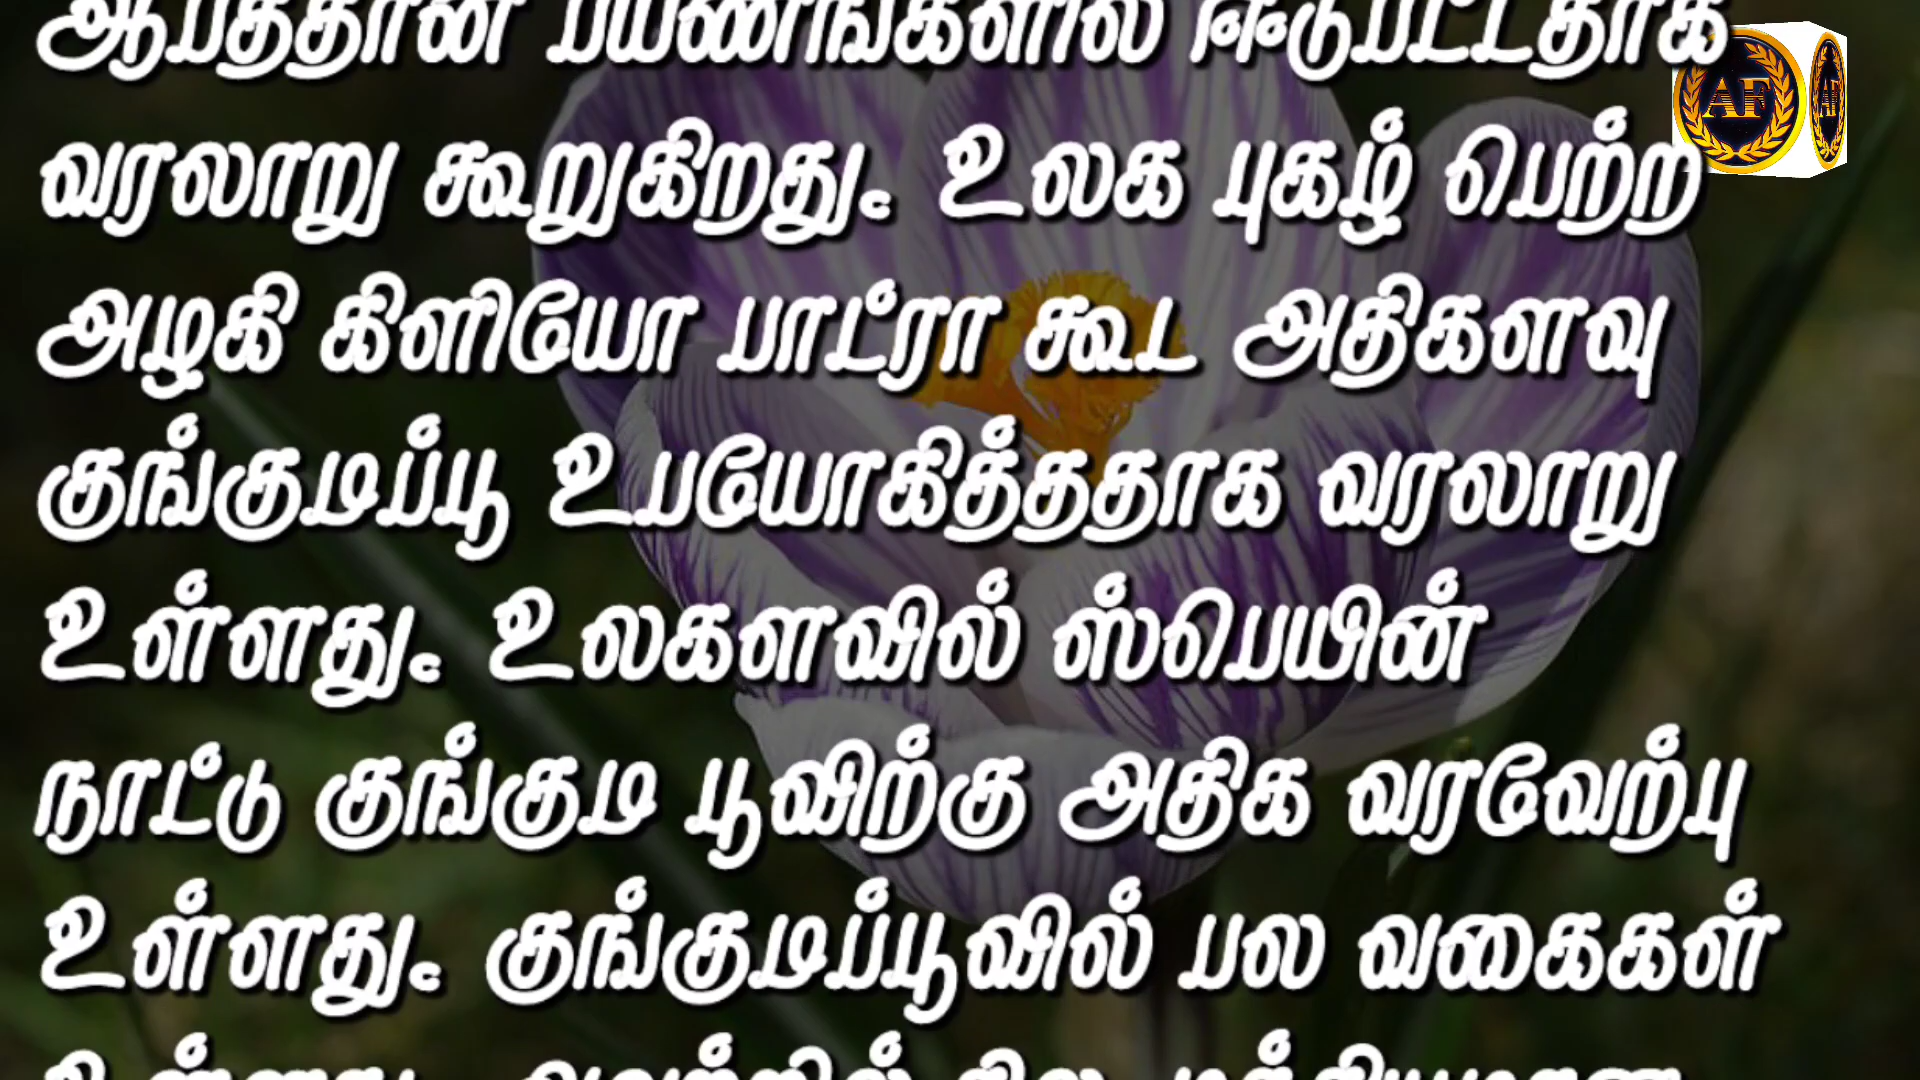 ஆபத்தான பயணங்களில் ஈடுபட்டதாக
வரலாறு கூறுகிறது. உலக புகழ் பெற்ற
AF
அழகி கிளியோ பாட்ரா கூட அதிகளவு
குங்குமப்பூ உபயோகித்ததாக வரலாறு
உள்ளது. உலகளவில் ஸ்பெயின்
நாட்டு குங்கும பூவிற்கு அதிக வரவேற்பு
உள்ளது. குங்குமப்பூவில் பல வகைகள்